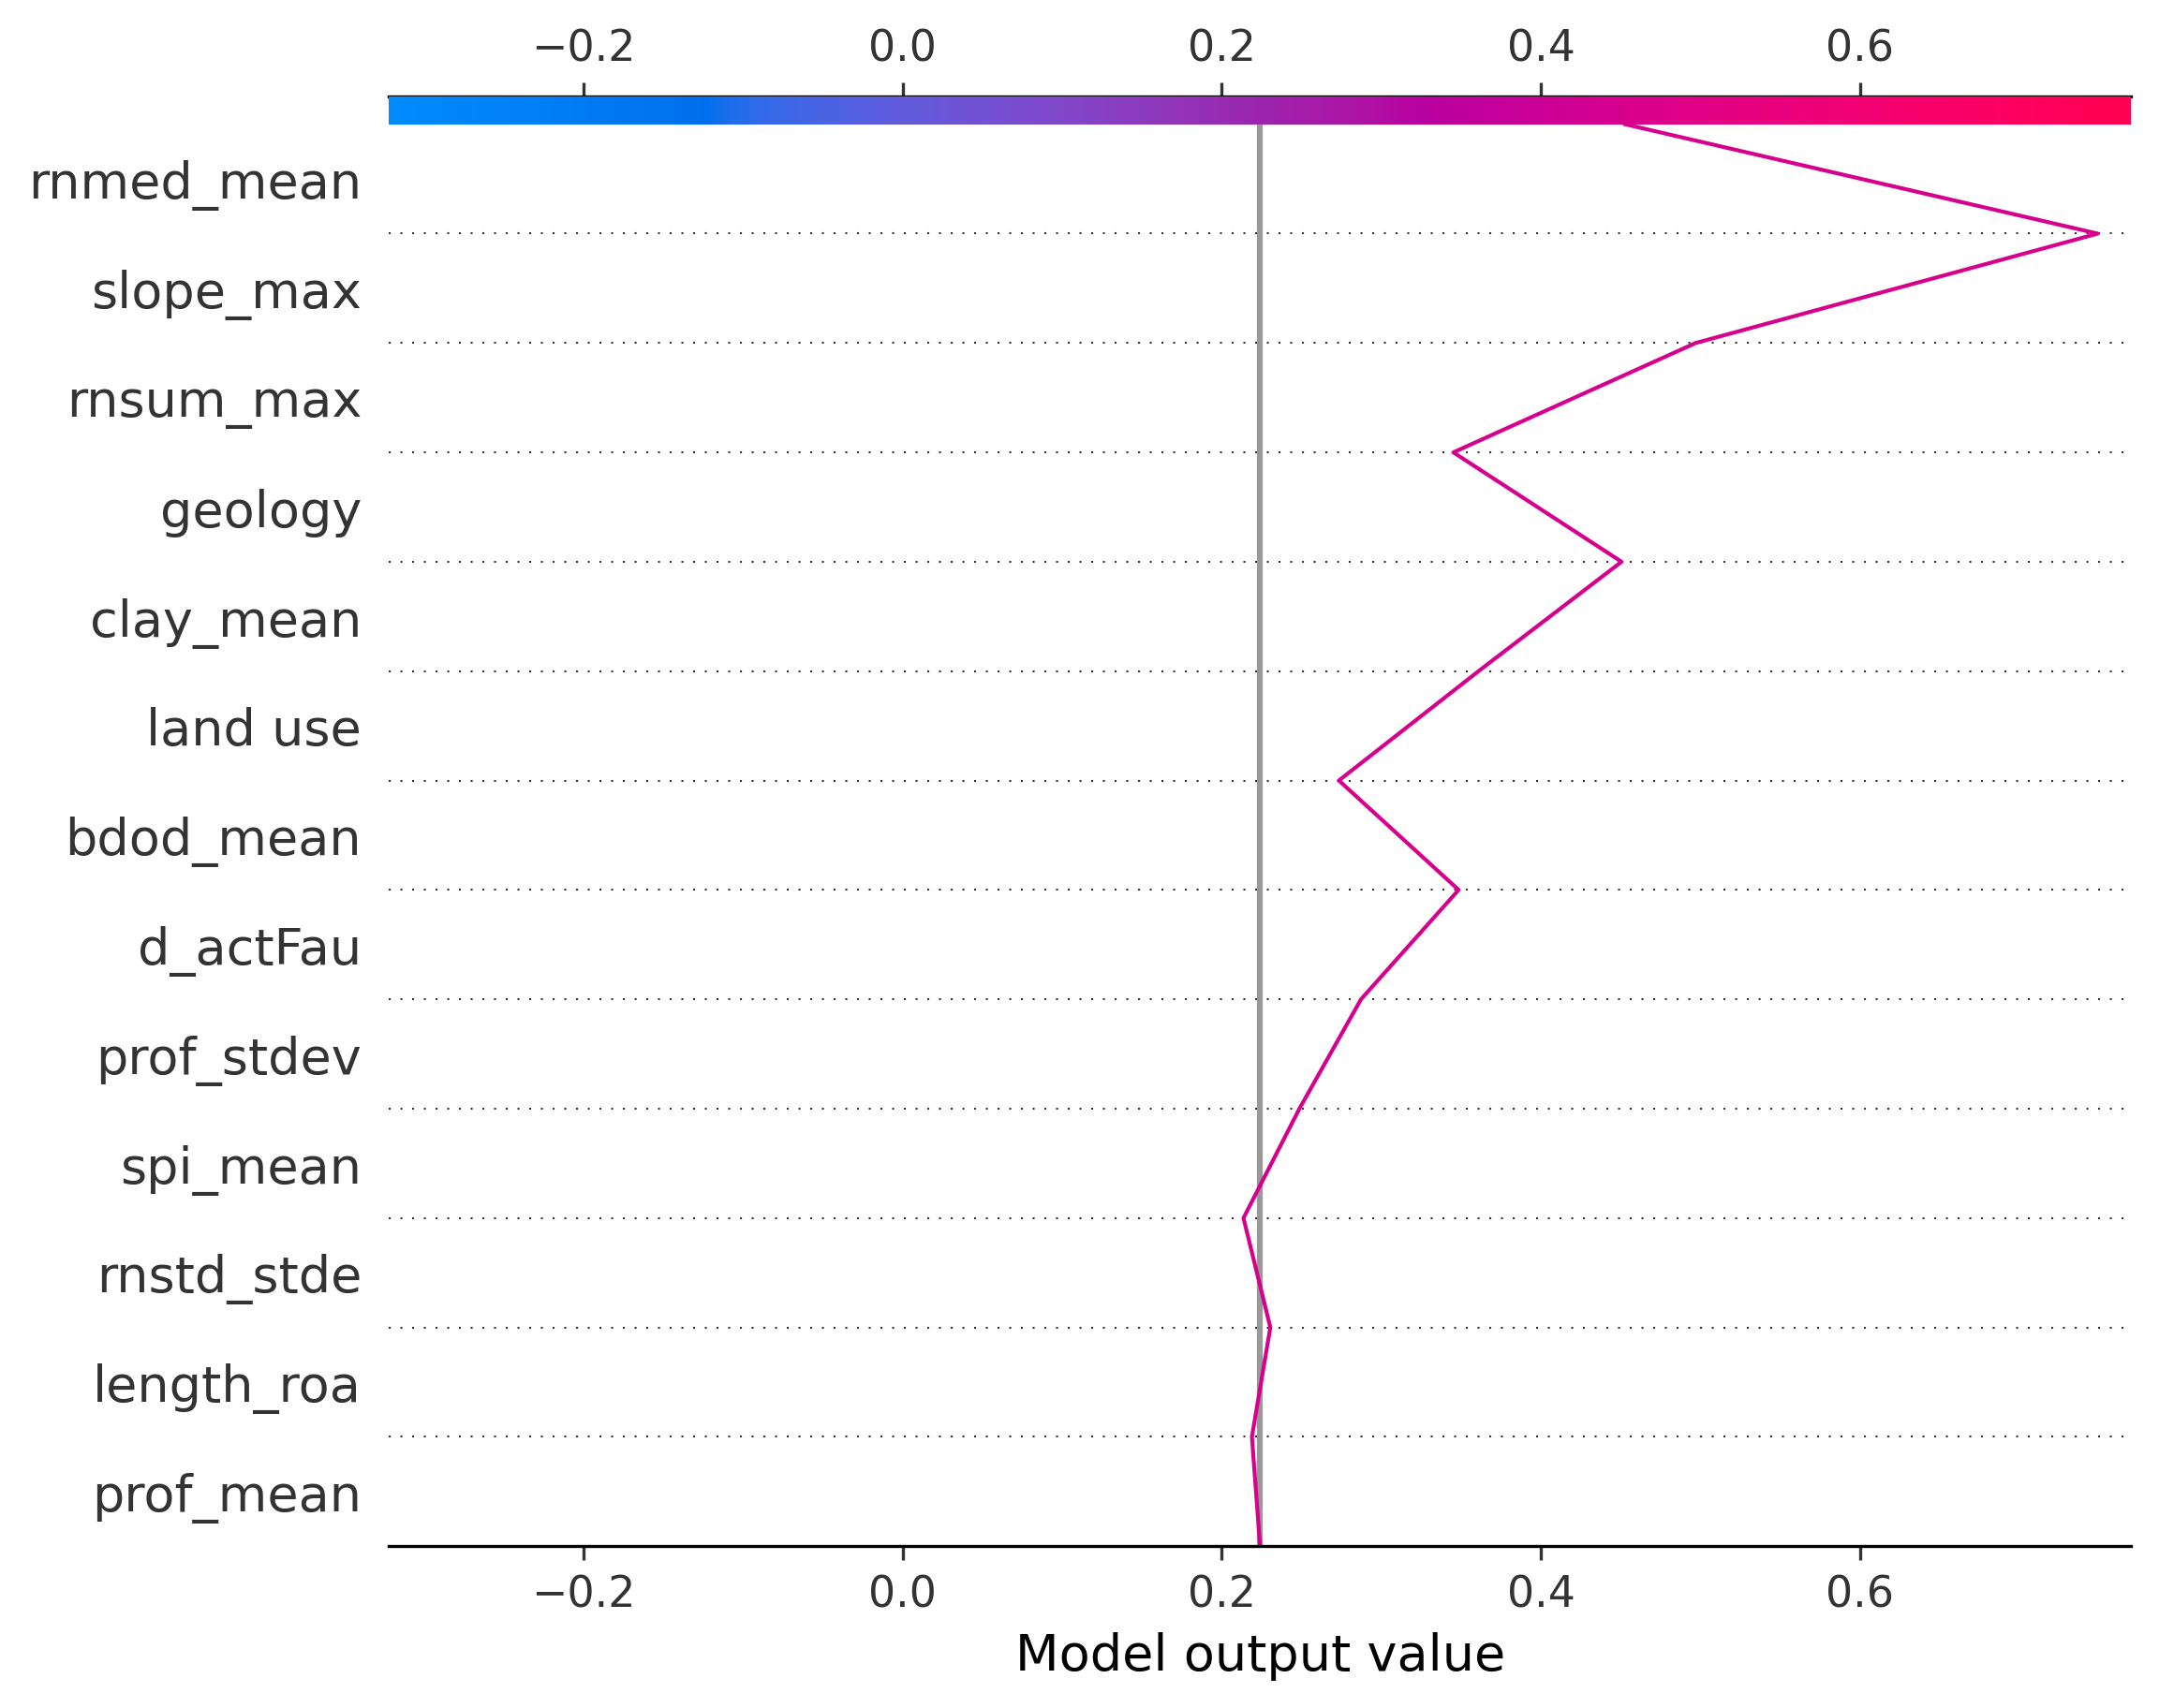 −0.2 0.0 0.2 0.4 0.6
rnmed_mean
slope_max
rnsum_max
geology
clay_mean
land use
bdod_mean
d_actFau
prof_stdev
spi_mean
rnstd_stde
length_roa
prof_mean
−0.2 0.0 0.2 0.4 0.6
Model output value